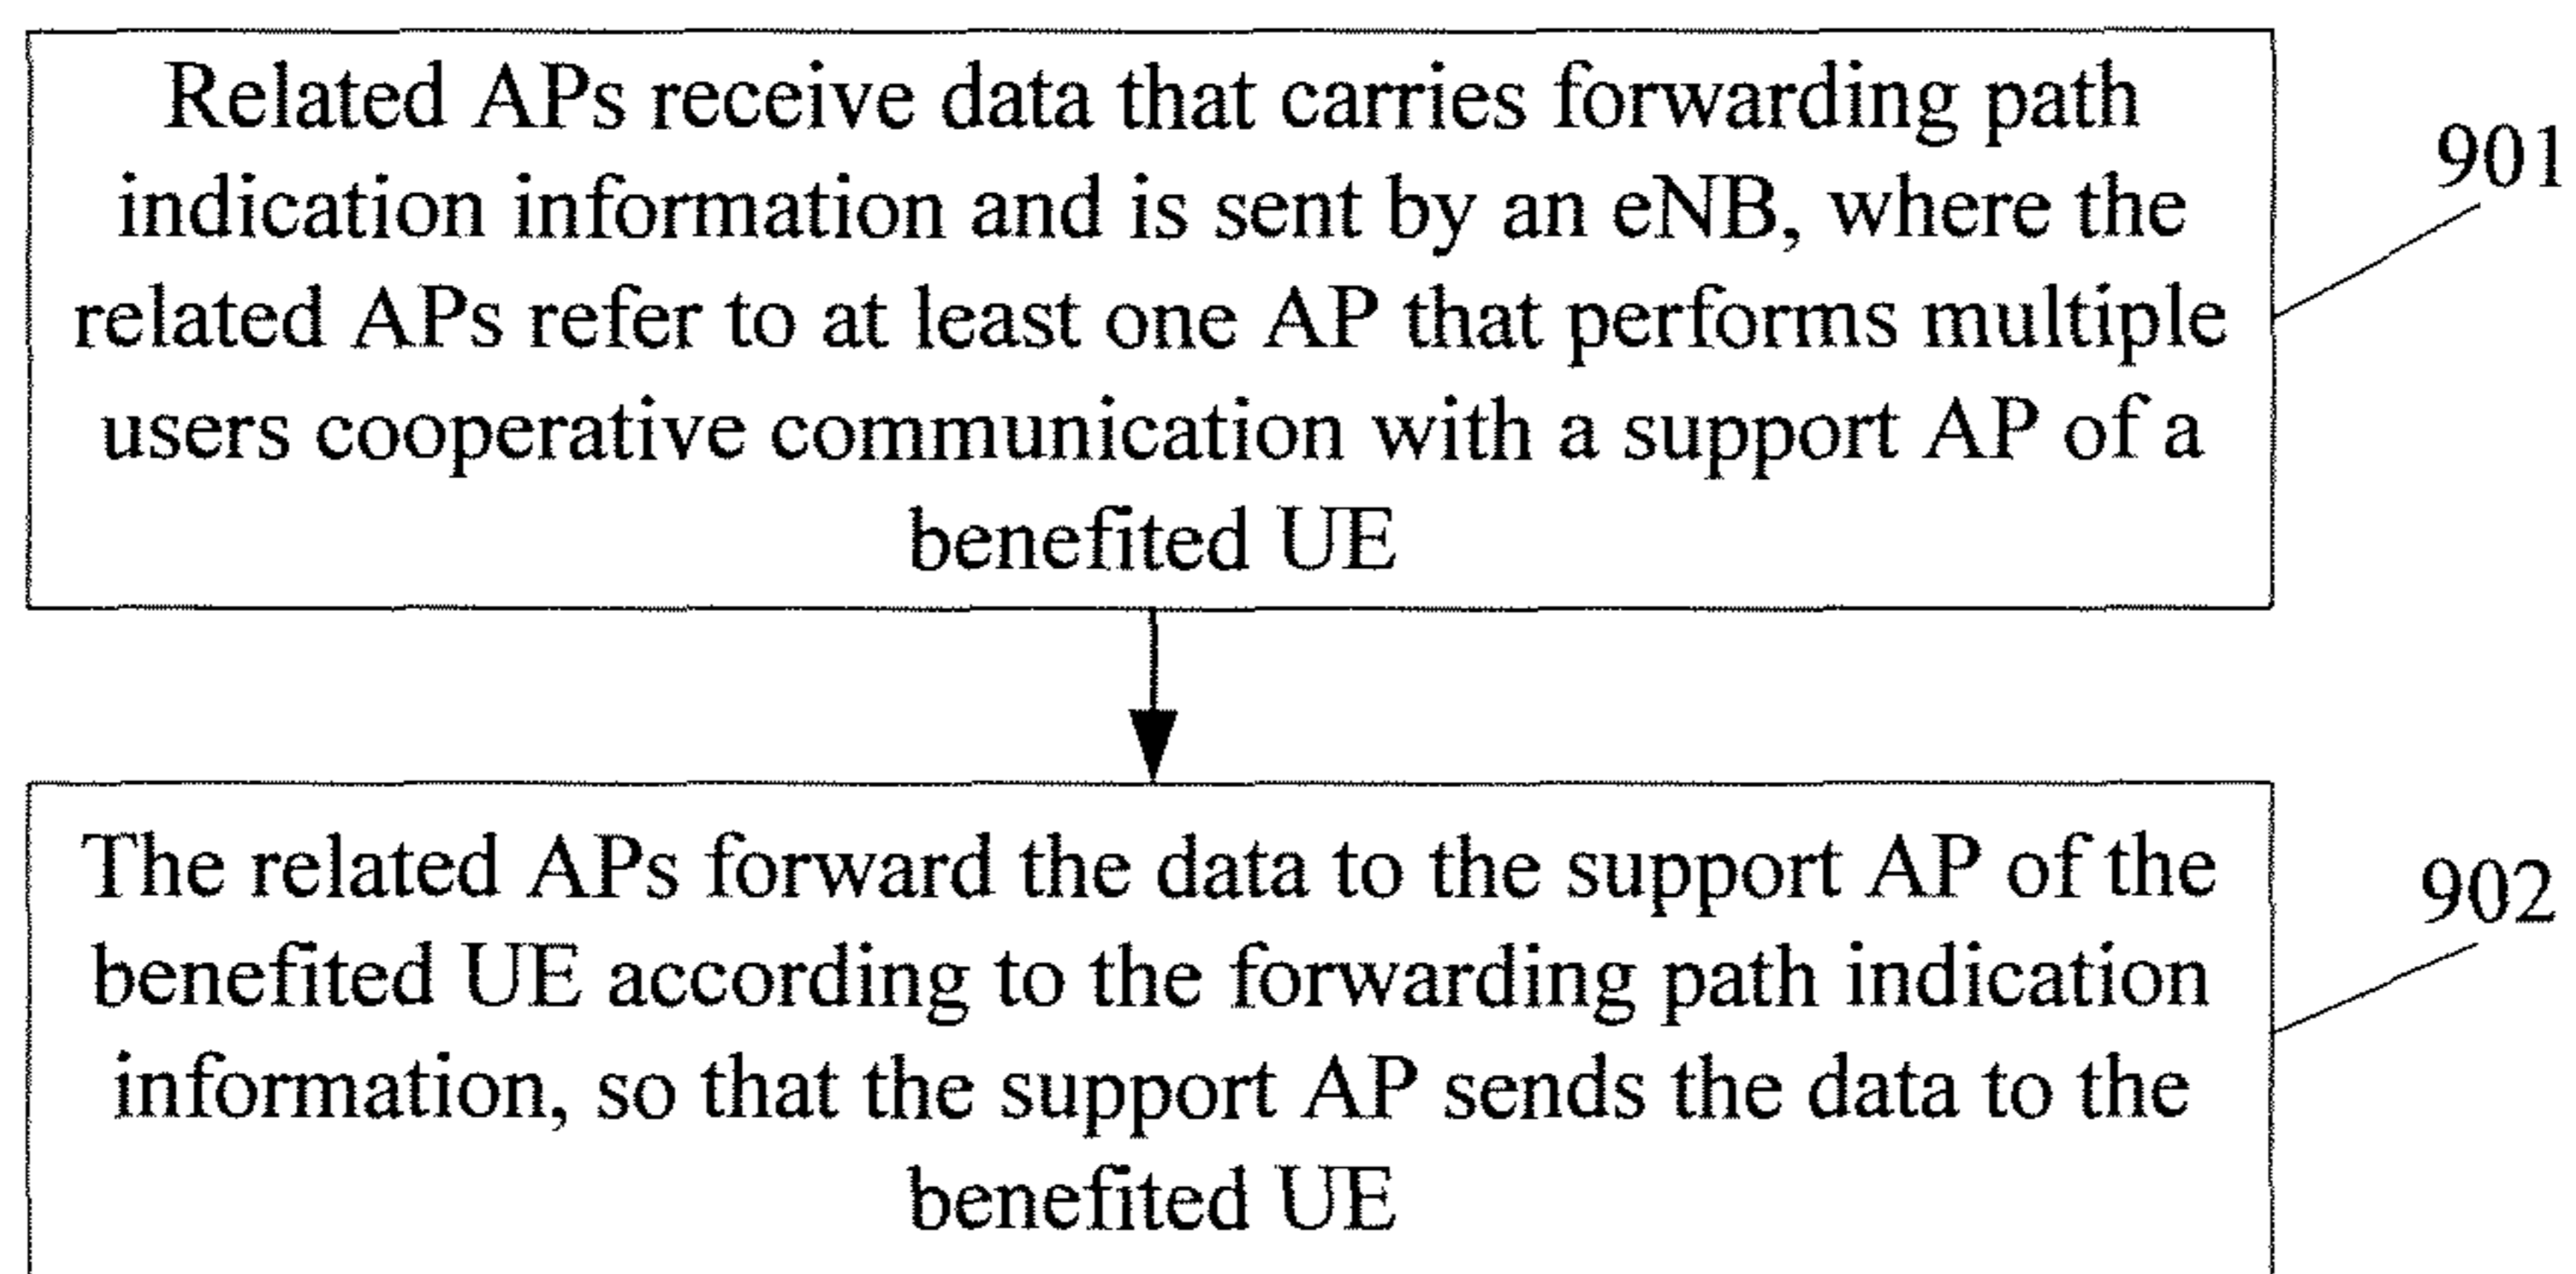 Related APs receive data that carries forwarding path
indication information and is sent by an eNB, where the
related APs refer to at least one AP that performs multiple
users cooperative communication with a support AP of a
benefited UE
901
The related APs forward the data to the support AP of the
benefited UE according to the forwarding path indication
information, so that the support AP sends the data to the
benefited UE
902